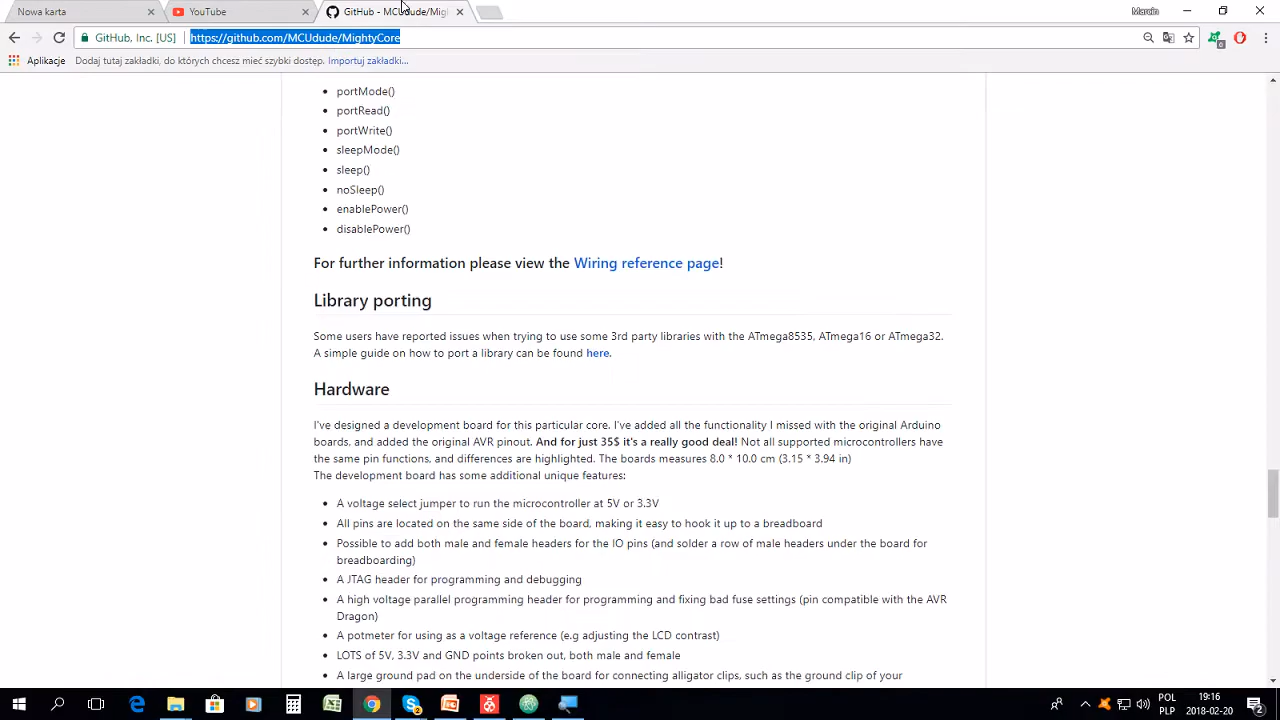 Nowa karta
YouTube
GitHub - MCUdude/Migl
Marcin
GitHub, Inc. [US]
https://github.com/MCUdude/MightyCore
0
Aplikacje
Dodaj tutaj zakładki, do których chcesz mieć szybki dostęp. Importuj zakładki...
portMode()
portRead()
portWrite()
sleepMode()
sleep()
noSleep()
enablePower()
disablePower()
For further information please view the Wiring reference page!
Library porting
Some users have reported issues when trying to use some 3rd party libraries with the ATmega8535, ATmega16 or ATmega32.
A simple guide on how to port a library can be found here.
Hardware
I've designed a development board for this particular core. I've added all the functionality I missed with the original Arduino
boards, and added the original AVR pinout. And for just 35$ it's a really good deal! Not all supported microcontrollers have
the same pin functions, and differences are highlighted. The boards measures 8.0 * 10.0 cm (3.15 * 3.94 in)
The development board has some additional unique features:
A voltage select jumper to run the microcontroller at 5V or 3.3V
All pins are located on the same side of the board, making it easy to hook it up to a breadboard
Possible to add both male and female headers for the IO pins (and solder a row of male headers under the board for
breadboarding)
A JTAG header for programming and debugging
A high voltage parallel programming header for programming and fixing bad fuse settings (pin compatible with the AVR
Dragon)
A potmeter for using as a voltage reference (e.g adjusting the LCD contrast)
LOTS of 5V, 3.3V and GND points broken out, both male and female
A large ground pad on the underside of the board for connecting alligator clips, such as the ground clip of your
POL
PLP
19:16
2018-02-20
2